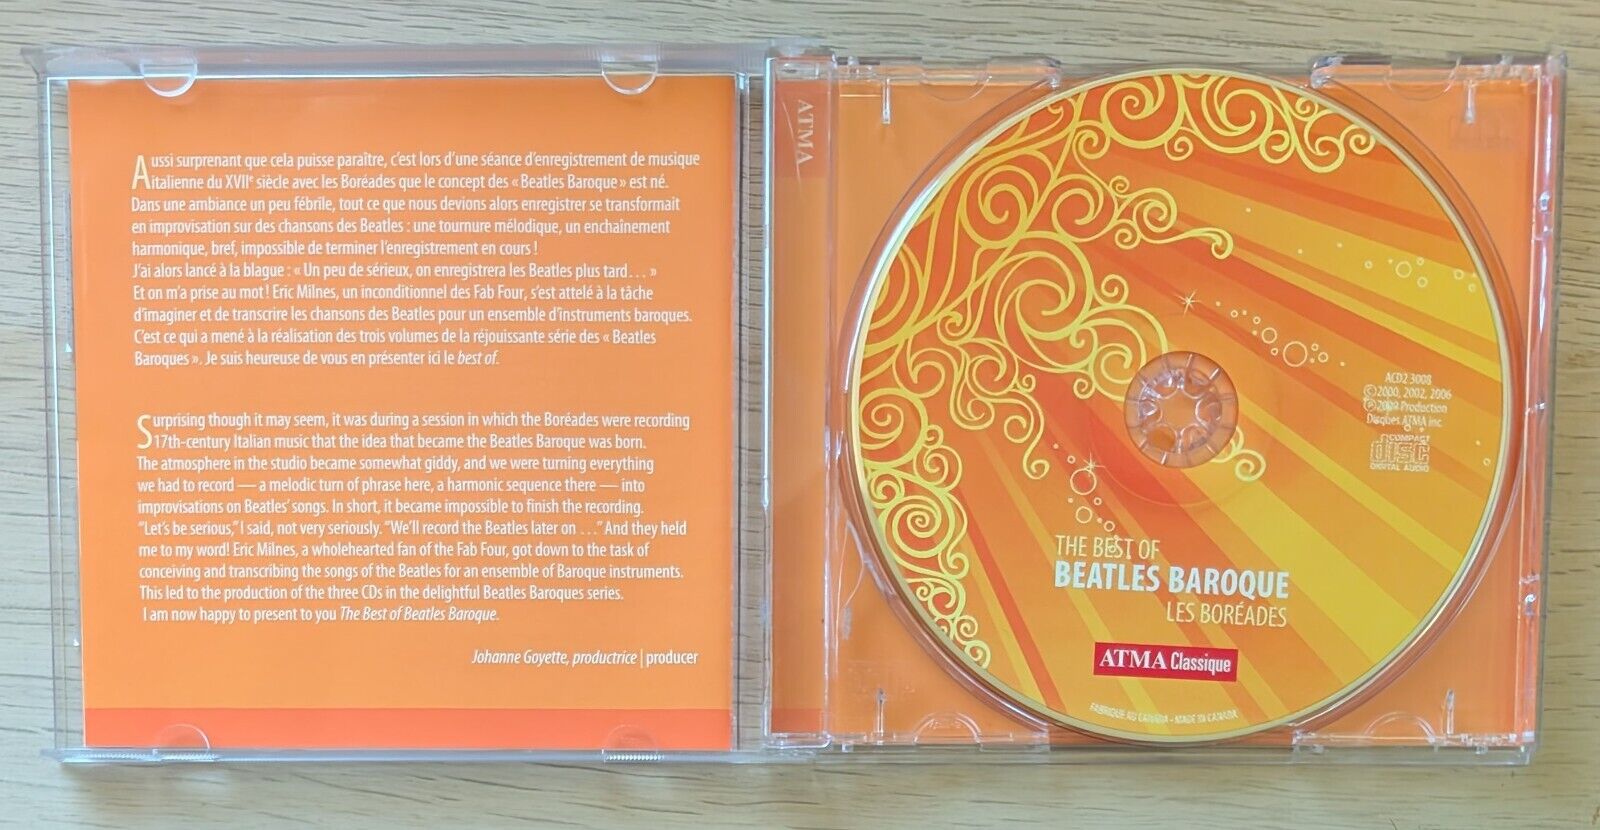 Aussi surprenant que cela puisse paraître, c'est lors d'une séance d'enregistrement de musique
italienne du XVIIe siècle avec les Boréades que le concept des « Beatles Baroque » est né.
Dans une ambiance un peu fébrile, tout ce que nous devions alors enregistrer se transformait
en improvisation sur des chansons des Beatles : une tournure mélodique, un enchaînement
harmonique, bref, impossible de terminer l'enregistrement en cours !
J'ai alors lancé à la blague : « Un peu de sérieux, on enregistrera les Beatles plus tard… »
Et on m'a prise au mot ! Eric Milnes, un inconditionnel des Fab Four, s'est attelé à la tâche
d'imaginer et de transcrire les chansons des Beatles pour un ensemble d'instruments baroques.
C'est ce qui a mené à la réalisation des trois volumes de la réjouissante série des « Beatles
Baroques ». Je suis heureuse de vous en présenter ici le best of.
Surprising though it may seem, it was during a session in which the Boréades were recording
17th-century Italian music that the idea that became the Beatles Baroque was born.
The atmosphere in the studio became somewhat giddy, and we were turning everything
we had to record — a melodic turn of phrase here, a harmonic sequence there — into
improvisations on Beatles' songs. In short, it became impossible to finish the recording.
"Let's be serious," I said, not very seriously. "We'll record the Beatles later on …" And they held
me to my word! Eric Milnes, a wholehearted fan of the Fab Four, got down to the task of
conceiving and transcribing the songs of the Beatles for an ensemble of Baroque instruments.
This led to the production of the three CDs in the delightful Beatles Baroques series.
I am now happy to present to you The Best of Beatles Baroque.
Johanne Goyette, productrice | producer
ATMA
ACD2 3008
©2000, 2002, 2006
Production
Disques ATMA inc.
COMPACT
disc
DIGITAL AUDIO
THE BEST OF
BEATLES BAROQUE
LES BORÉADES
ATMA Classique
FABRIQUÉ AU CANADA - MADE IN CANADA